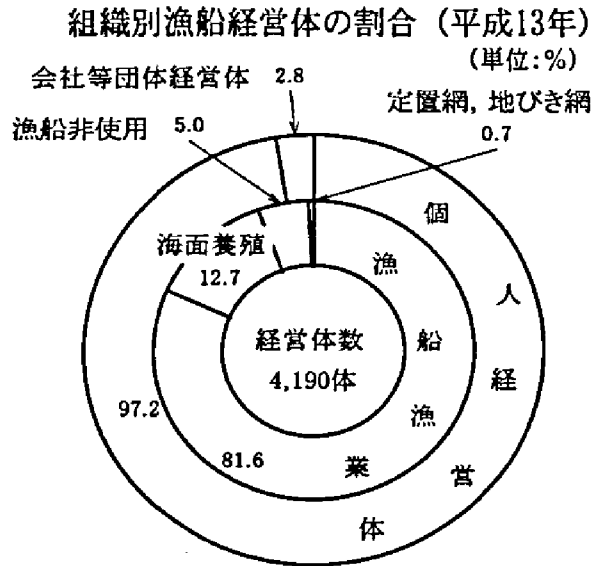 組織別漁船経営体の割合（平成13年）
（単位：%）
会社等団体経営体 2.8
定置網，地びき網
0.7
漁船非使用 5.0
海面養殖
12.7
経営体数
4,190体
97.2
81.6
漁船漁業
個人経営体